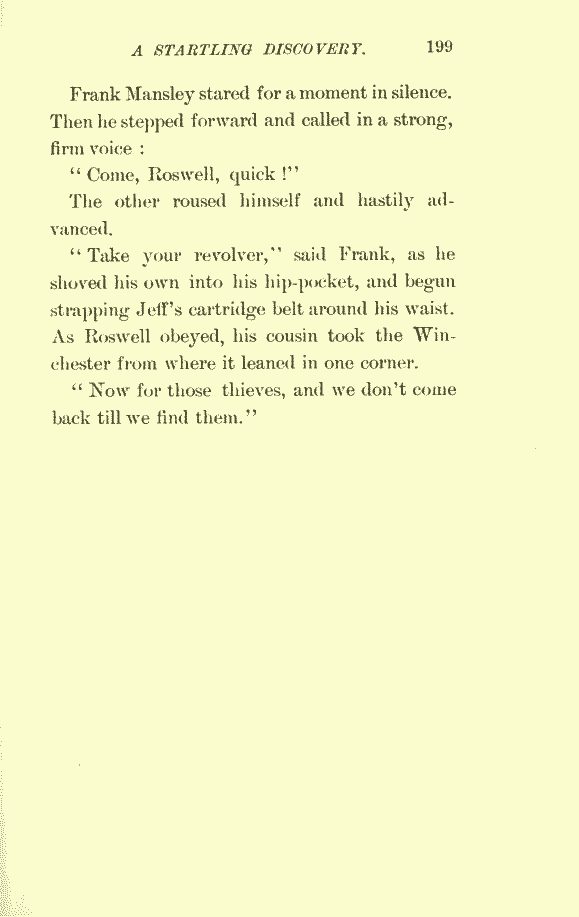 A STARTLING DISCOVERY. 199
Frank Mansley stared for a moment in silence.
Then he stepped forward and called in a strong,
firm voice :
“ Come, Roswell, quick !”
The other roused himself and hastily ad-
vanced.
“ Take your revolver,” said Frank, as he
shoved his own into his hip-pocket, and begun
strapping Jeff’s cartridge belt around his waist.
As Roswell obeyed, his cousin took the Win-
chester from where it leaned in one corner.
“ Now for those thieves, and we don’t come
back till we find them.”